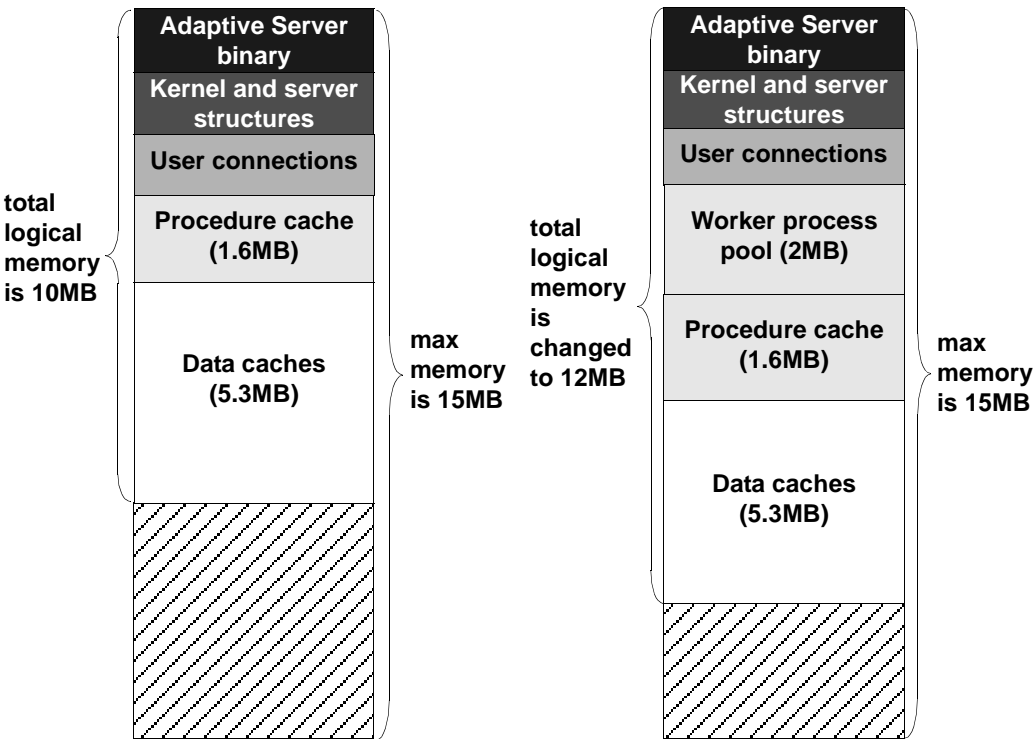 Adaptive Server
binary
Kernel and server
structures
User connections
Procedure cache
(1.6MB)
Data caches
(5.3MB)
total
logical
memory
is 10MB
max
memory
is 15MB
Adaptive Server
binary
Kernel and server
structures
User connections
Worker process
pool (2MB)
Procedure cache
(1.6MB)
Data caches
(5.3MB)
total
logical
memory
is
changed
to 12MB
max
memory
is 15MB